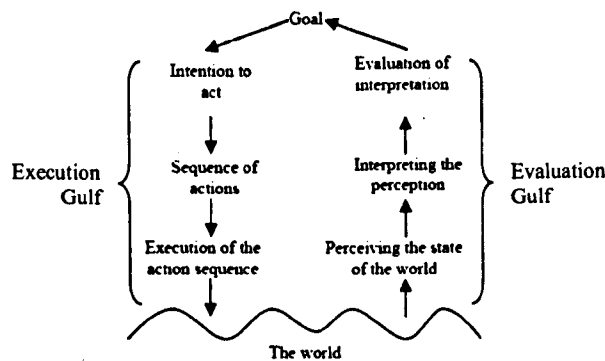 Goal
Intention to
act
Evaluation of
interpretation
Execution
Gulf
Sequence of
actions
Interpreting the
perception
Evaluation
Gulf
Execution of the
action sequence
Perceiving the state
of the world
The world